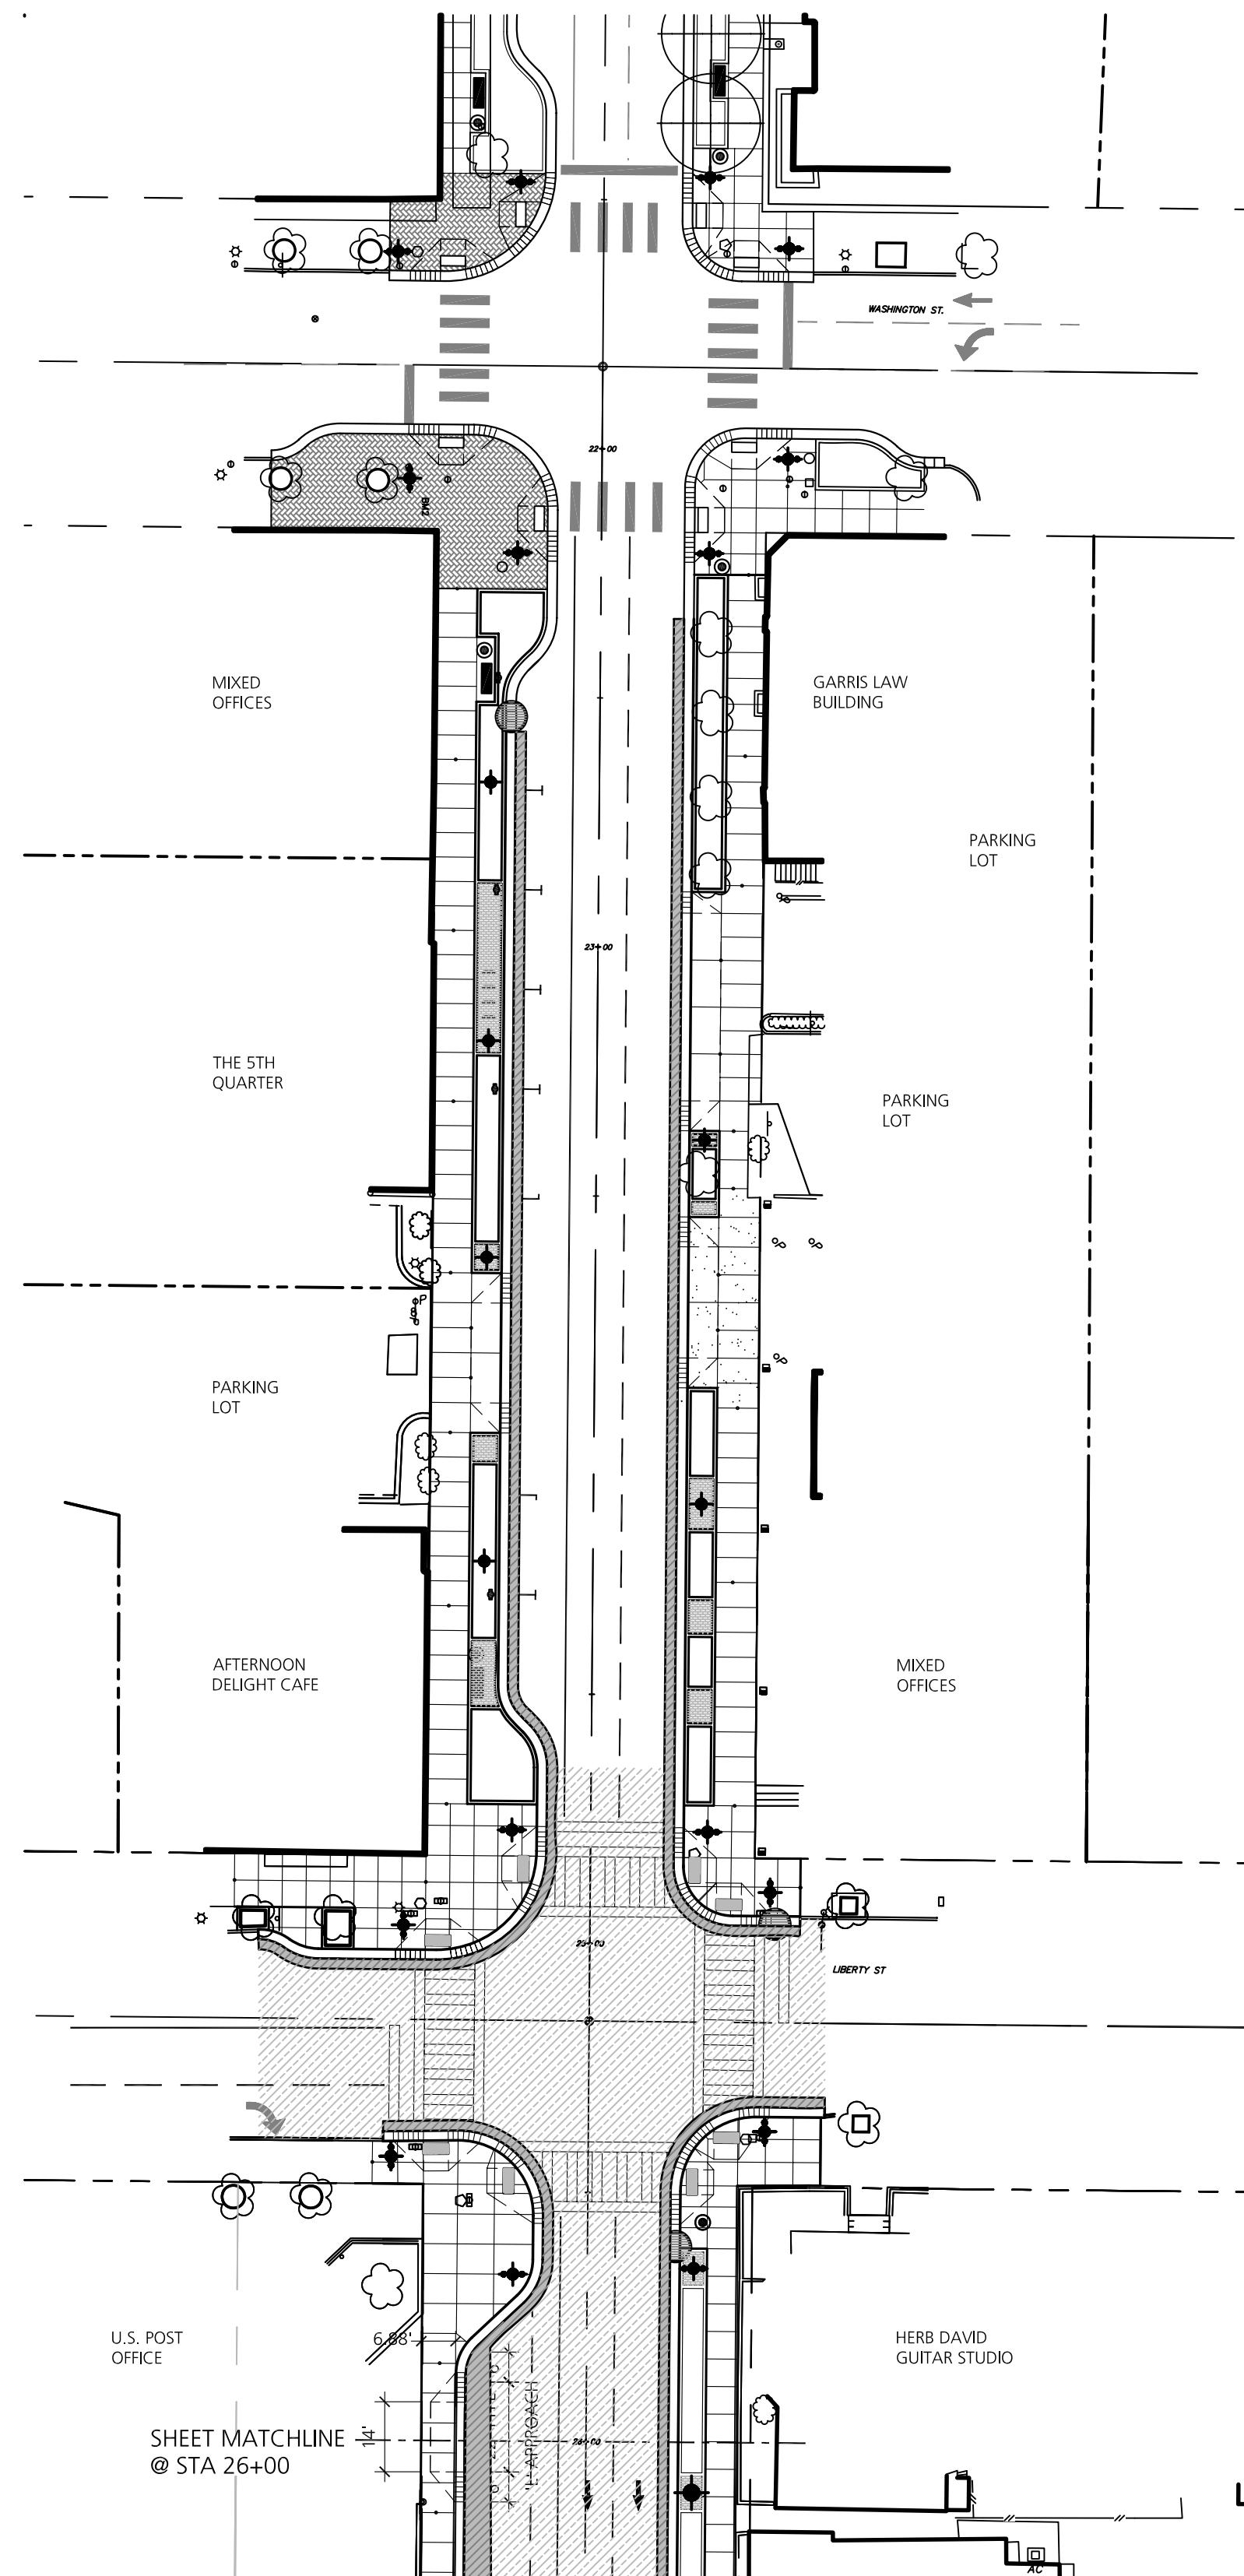 WASHINGTON ST.
22+00
BM2
MIXED
OFFICES
GARRIS LAW
BUILDING
PARKING
LOT
23+00
THE 5TH
QUARTER
PARKING
LOT
PARKING
LOT
AFTERNOON
DELIGHT CAFE
MIXED
OFFICES
25+00
LIBERTY ST
U.S. POST
OFFICE
6.88'
HERB DAVID
GUITAR STUDIO
SHEET MATCHLINE
@ STA 26+00
14'
APPROACH
26+00
AC